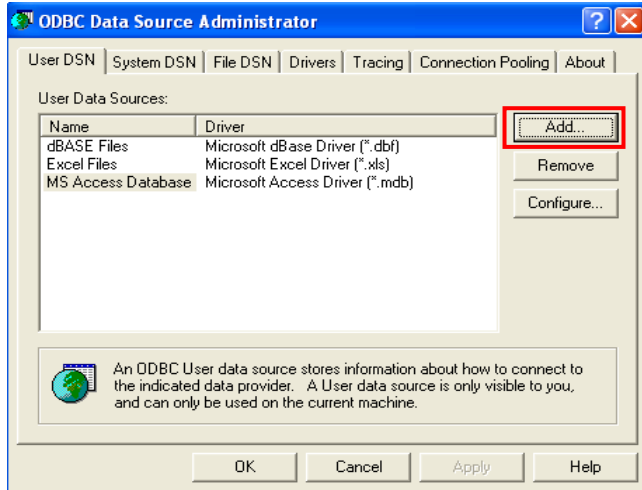 ODBC Data Source Administrator
User DSN System DSN File DSN Drivers Tracing Connection Pooling About
User Data Sources:
Name Driver
dBASE Files Microsoft dBase Driver (*.dbf)
Excel Files Microsoft Excel Driver (*.xls)
MS Access Database Microsoft Access Driver (*.mdb)
Add...
Remove
Configure...
An ODBC User data source stores information about how to connect to
the indicated data provider. A User data source is only visible to you,
and can only be used on the current machine.
OK Cancel Apply Help